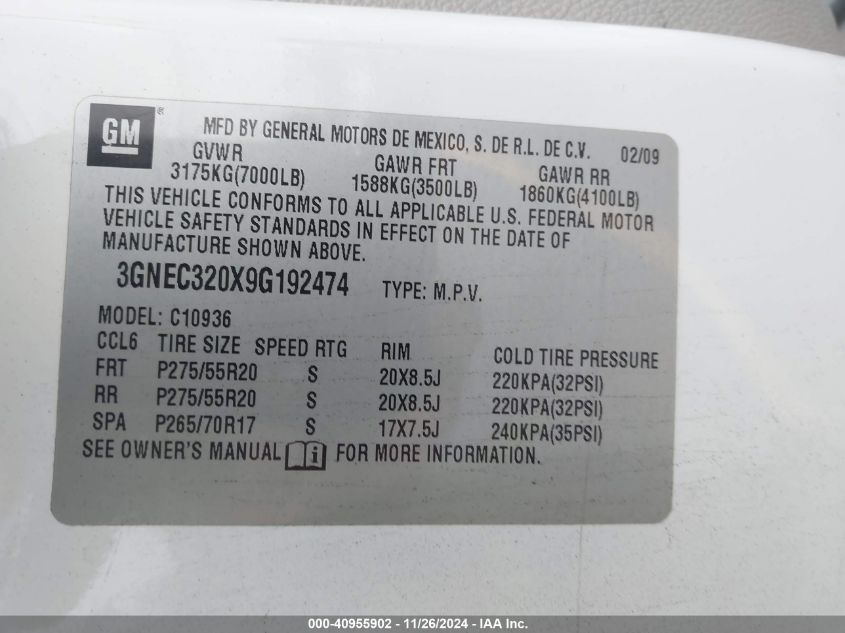 GM ®
MFD BY GENERAL MOTORS DE MEXICO, S. DE R.L. DE C.V. 02/09
GVWR GAWR FRT GAWR RR
3175KG(7000LB) 1588KG(3500LB) 1860KG(4100LB)
THIS VEHICLE CONFORMS TO ALL APPLICABLE U.S. FEDERAL MOTOR
VEHICLE SAFETY STANDARDS IN EFFECT ON THE DATE OF
MANUFACTURE SHOWN ABOVE.
3GNEC320X9G192474 TYPE: M.P.V.
MODEL: C10936
CCL6 TIRE SIZE SPEED RTG RIM COLD TIRE PRESSURE
FRT P275/55R20 S 20X8.5J 220KPA(32PSI)
RR P275/55R20 S 20X8.5J 220KPA(32PSI)
SPA P265/70R17 S 17X7.5J 240KPA(35PSI)
SEE OWNER'S MANUAL i FOR MORE INFORMATION.
000-40955902 - 11/26/2024 - IAA Inc.